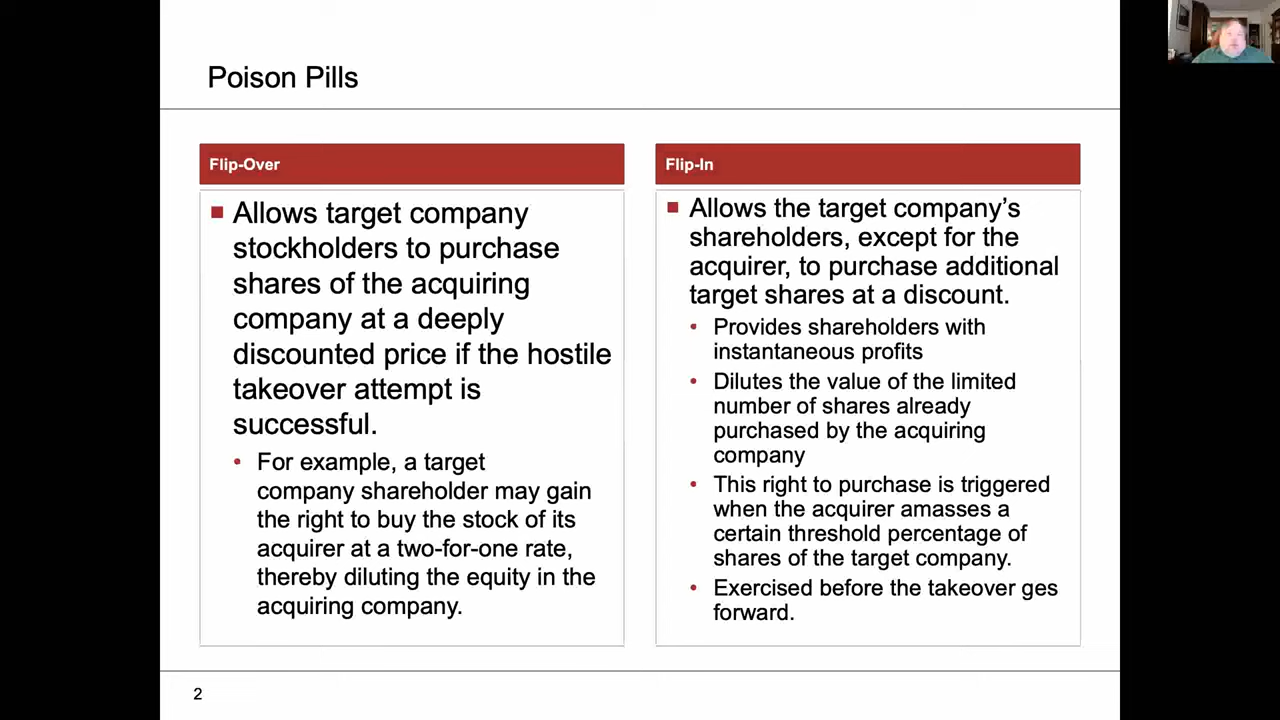 Poison Pills
Flip-Over
Allows target company
stockholders to purchase
shares of the acquiring
company at a deeply
discounted price if the hostile
takeover attempt is
successful.
For example, a target
company shareholder may gain
the right to buy the stock of its
acquirer at a two-for-one rate,
thereby diluting the equity in the
acquiring company.
Flip-In
Allows the target company’s
shareholders, except for the
acquirer, to purchase additional
target shares at a discount.
Provides shareholders with
instantaneous profits
Dilutes the value of the limited
number of shares already
purchased by the acquiring
company
This right to purchase is triggered
when the acquirer amasses a
certain threshold percentage of
shares of the target company.
Exercised before the takeover ges
forward.
2